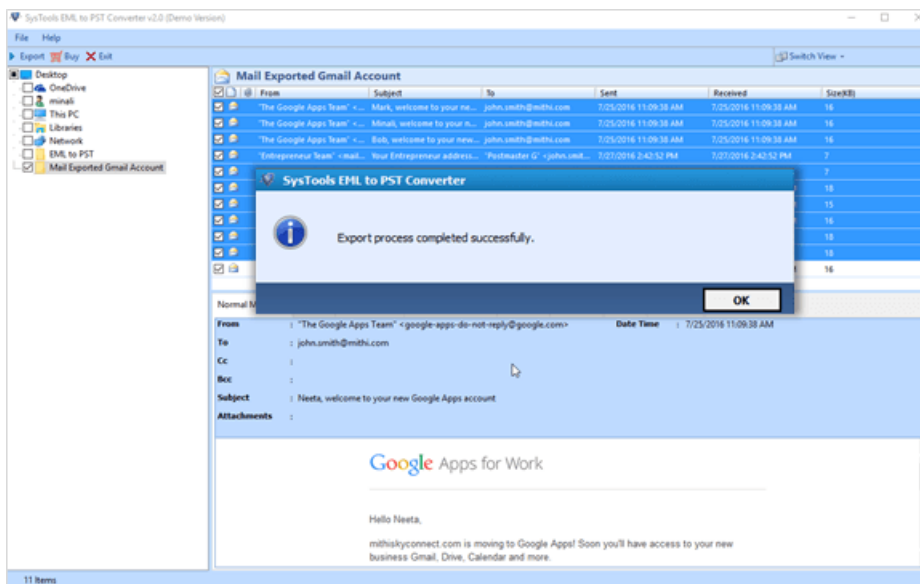 SysTools EML to PST Converter v2.0 (Demo Version)
File Help
Export Buy Exit
Switch View
Desktop
OneDrive
minali
This PC
Libraries
Network
EML to PST
Mail Exported Gmail Account
Mail Exported Gmail Account
From Subject To Sent Received Size(KB)
"The Google Apps Team" <... Mark, welcome to your ne... john.smith@mithi.com 7/25/2016 11:09:38 AM 7/25/2016 11:09:38 AM 16
"The Google Apps Team" <... Minali, welcome to your n... john.smith@mithi.com 7/25/2016 11:09:38 AM 7/25/2016 11:09:38 AM 16
"The Google Apps Team" <... Bob, welcome to your new... john.smith@mithi.com 7/25/2016 11:09:38 AM 7/25/2016 11:09:38 AM 16
"Entrepreneur Team" <mail... Your Entrepreneur address... "Postmaster G" <john.smit... 7/27/2016 2:42:52 PM 7/27/2016 2:42:52 PM 7
7
18
15
16
18
18
16
SysTools EML to PST Converter
Export process completed successfully.
OK
Normal M
From : "The Google Apps Team" <google-apps-do-not-reply@google.com> Date Time : 7/25/2016 11:09:38 AM
To : john.smith@mithi.com
Cc :
Bcc :
Subject : Neeta, welcome to your new Google Apps account
Attachments :
Google Apps for Work
Hello Neeta,
mithiskyconnect.com is moving to Google Apps! Soon you'll have access to your new
business Gmail, Drive, Calendar and more.
11 Items